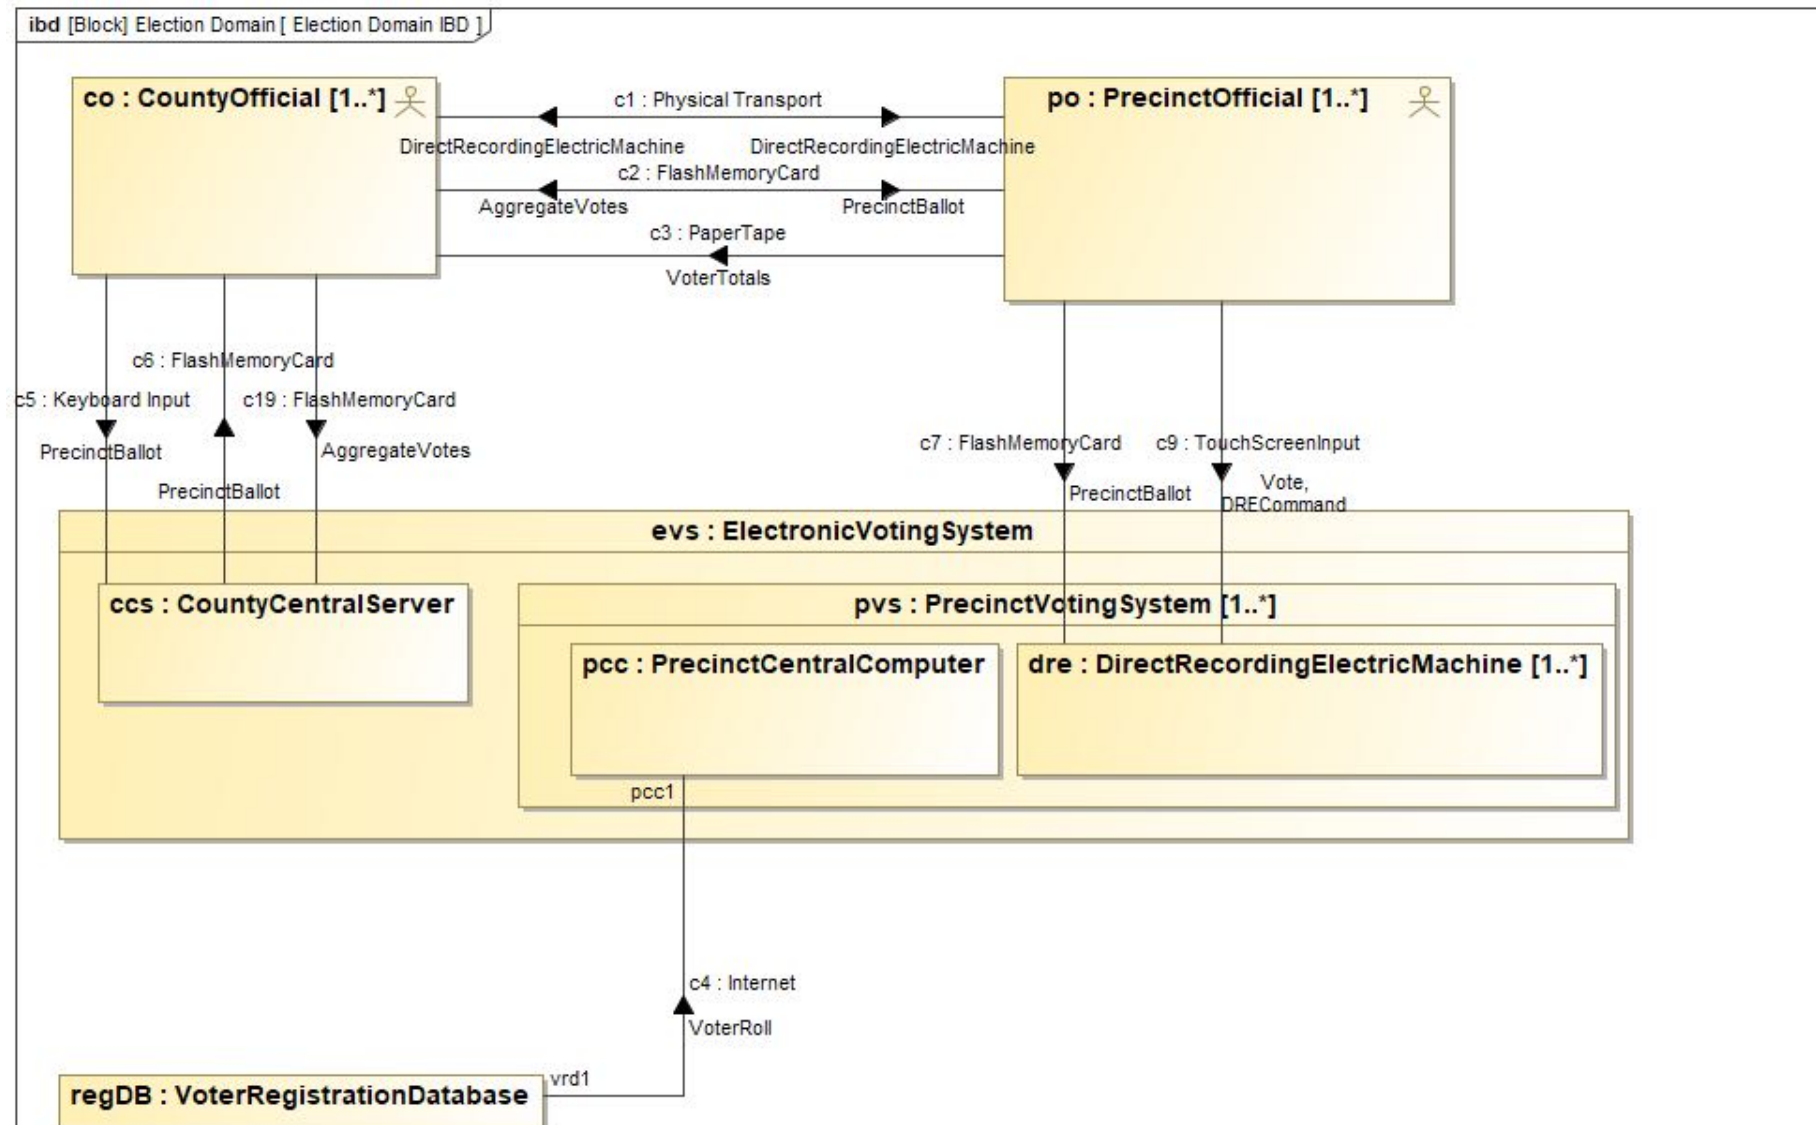 ibd [Block] Election Domain [ Election Domain IBD ]
co : CountyOfficial [1..*]
c1 : Physical Transport
po : PrecinctOfficial [1..*]
DirectRecordingElectricMachine
DirectRecordingElectricMachine
c2 : FlashMemoryCard
AggregateVotes
PrecinctBallot
c3 : PaperTape
VoterTotals
c6 : FlashMemoryCard
c5 : Keyboard Input
c19 : FlashMemoryCard
PrecinctBallot
AggregateVotes
PrecinctBallot
c7 : FlashMemoryCard
c9 : TouchScreenInput
PrecinctBallot
Vote,
DRECommand
evs : ElectronicVotingSystem
ccs : CountyCentralServer
pvs : PrecinctVotingSystem [1..*]
pcc : PrecinctCentralComputer
dre : DirectRecordingElectricMachine [1..*]
pcc1
c4 : Internet
VoterRoll
vrd1
regDB : VoterRegistrationDatabase